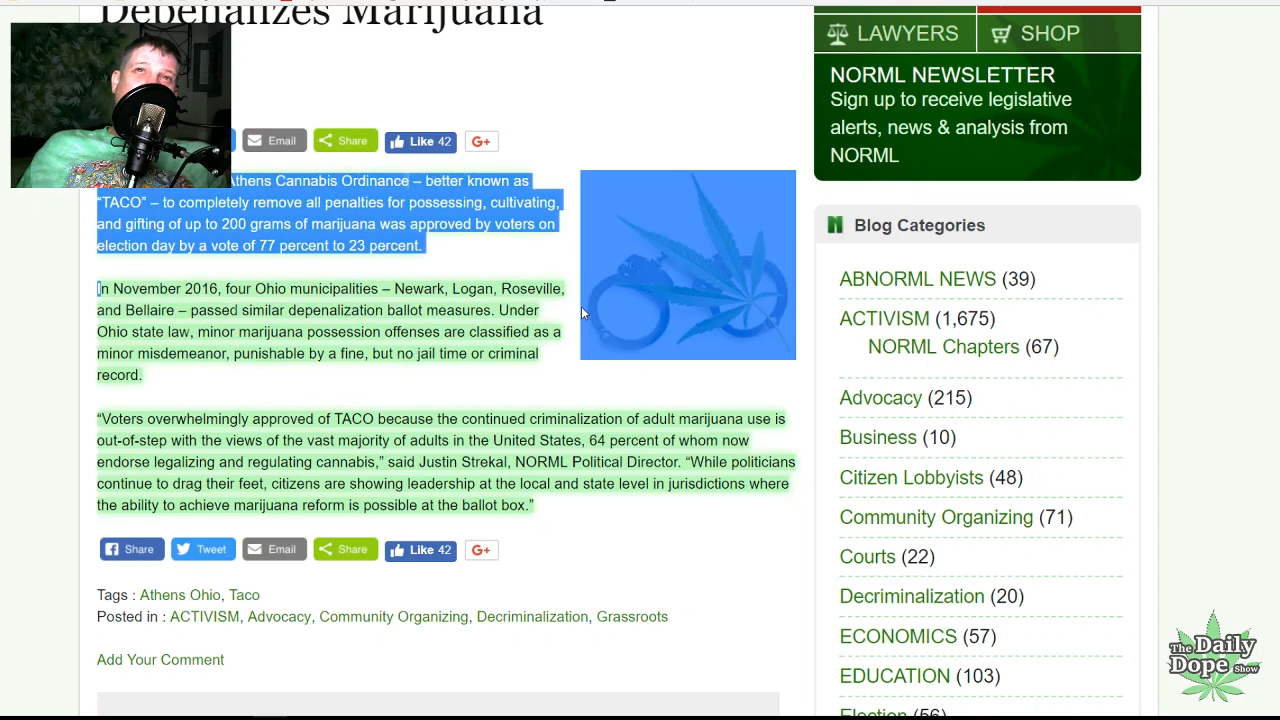 Depenalizes Marijuana
LAWYERS
SHOP
NORML NEWSLETTER
Sign up to receive legislative
alerts, news & analysis from
NORML
Email
Share
Like 42
G+
Athens Cannabis Ordinance – better known as
“TACO” – to completely remove all penalties for possessing, cultivating,
and gifting of up to 200 grams of marijuana was approved by voters on
election day by a vote of 77 percent to 23 percent.
In November 2016, four Ohio municipalities – Newark, Logan, Roseville,
and Bellaire – passed similar depenalization ballot measures. Under
Ohio state law, minor marijuana possession offenses are classified as a
minor misdemeanor, punishable by a fine, but no jail time or criminal
record.
“Voters overwhelmingly approved of TACO because the continued criminalization of adult marijuana use is
out-of-step with the views of the vast majority of adults in the United States, 64 percent of whom now
endorse legalizing and regulating cannabis,” said Justin Strekal, NORML Political Director. “While politicians
continue to drag their feet, citizens are showing leadership at the local and state level in jurisdictions where
the ability to achieve marijuana reform is possible at the ballot box.”
Share
Tweet
Email
Share
Like 42
G+
Tags : Athens Ohio, Taco
Posted in : ACTIVISM, Advocacy, Community Organizing, Decriminalization, Grassroots
Add Your Comment
Blog Categories
ABNORML NEWS (39)
ACTIVISM (1,675)
NORML Chapters (67)
Advocacy (215)
Business (10)
Citizen Lobbyists (48)
Community Organizing (71)
Courts (22)
Decriminalization (20)
ECONOMICS (57)
EDUCATION (103)
Election (56)
The Daily
Dope Show